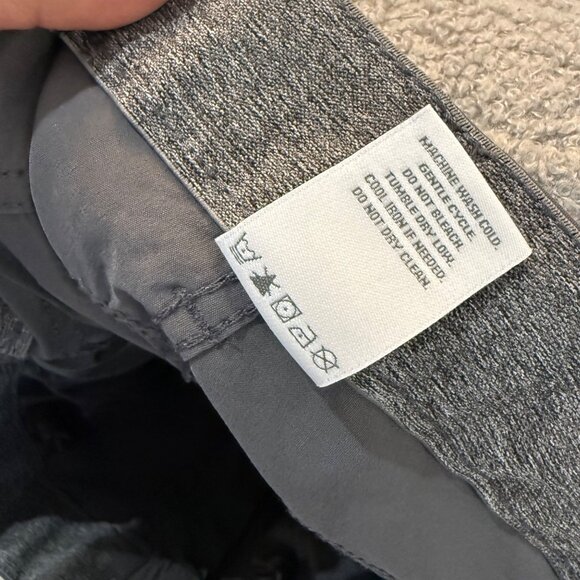 MACHINE WASH COLD.
GENTLE CYCLE.
DO NOT BLEACH.
TUMBLE DRY LOW.
COOL IRON IF NEEDED.
DO NOT DRY CLEAN.